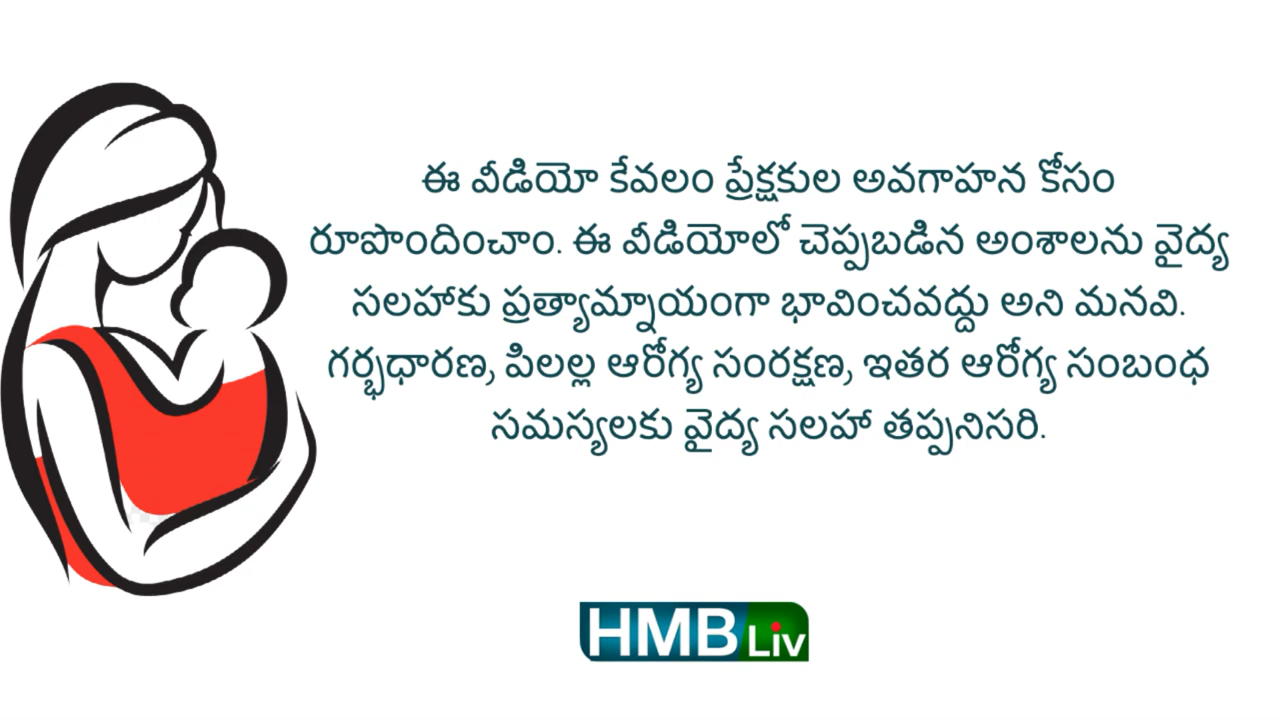 ఈ వీడియో కేవలం ప్రేక్షకుల అవగాహన కోసం
రూపొందించాం. ఈ వీడియోలో చెప్పబడిన అంశాలను వైద్య
సలహాకు ప్రత్యామ్నాయంగా భావించవద్దు అని మనవి.
గర్భధారణ, పిలల్ల ఆరోగ్య సంరక్షణ, ఇతర ఆరోగ్య సంబంధ
సమస్యలకు వైద్య సలహా తప్పనిసరి.
HMB Liv